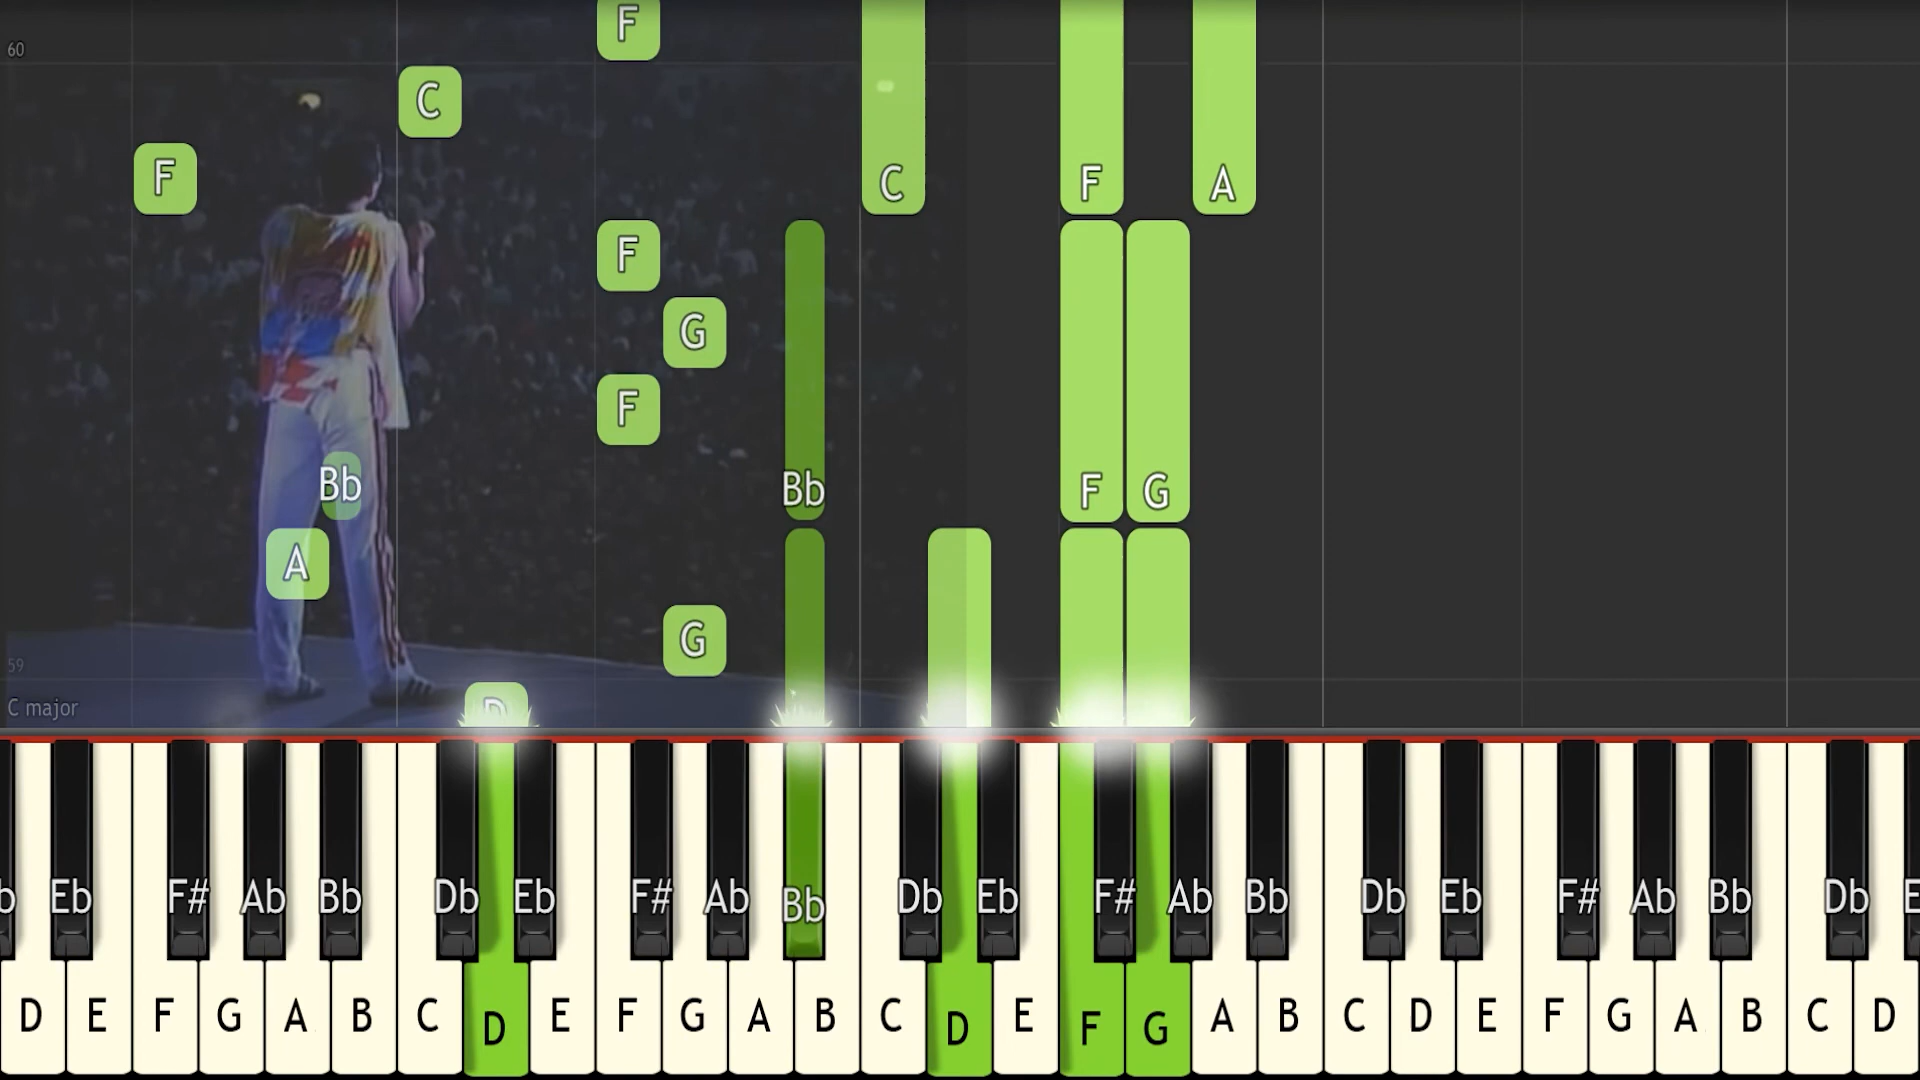 F
60
C
F
C F A
F
G
F
Bb Bb F G
A
G
59
D
C major
b Eb F# Ab Bb Db Eb F# Ab Bb Db Eb F# Ab Bb Db Eb F# Ab Bb Db E
D E F G A B C D E F G A B C D E F G A B C D E F G A B C D